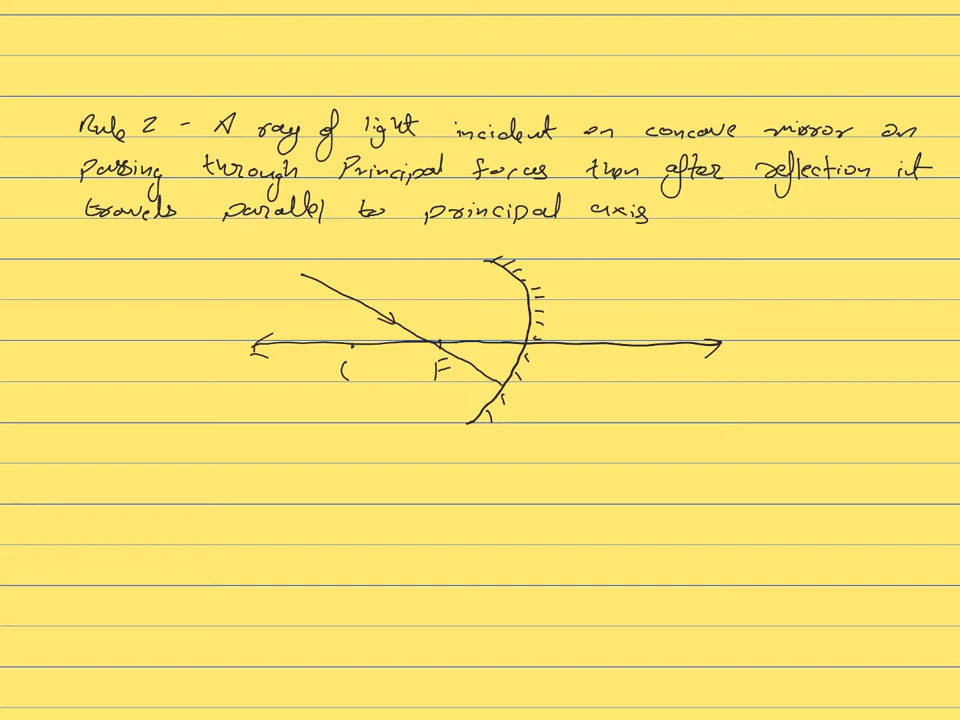 Rule 2 - A ray of light incident on concave mirror on
passing through Principal focus then after reflection it
travels parallel to principal axis
C F